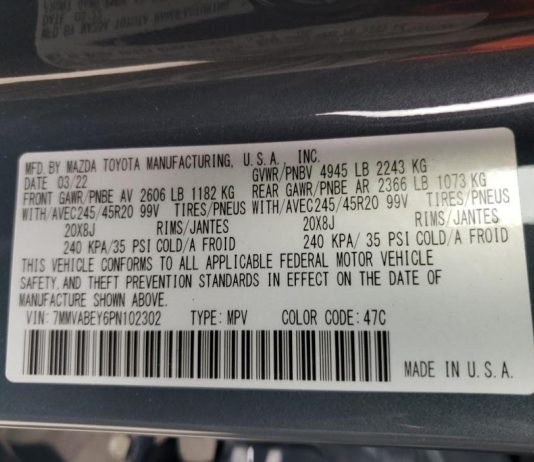 MFD. BY MAZDA TOYOTA MANUFACTURING, U.S.A. INC.
DATE 03/22 GVWR/PNBV 4945 LB 2243 KG
FRONT GAWR/PNBE AV 2606 LB 1182 KG REAR GAWR/PNBE AR 2366 LB 1073 KG
WITH/AVEC245/45R20 99V TIRES/PNEUS WITH/AVEC245/45R20 99V TIRES/PNEUS
20X8J RIMS/JANTES 20X8J RIMS/JANTES
240 KPA/35 PSI COLD/A FROID 240 KPA/ 35 PSI COLD/A FROID
THIS VEHICLE CONFORMS TO ALL APPLICABLE FEDERAL MOTOR VEHICLE
SAFETY, AND THEFT PREVENTION STANDARDS IN EFFECT ON THE DATE OF
MANUFACTURE SHOWN ABOVE.
VIN: 7MMVABEY6PN102302 TYPE: MPV COLOR CODE: 47C
MADE IN U.S.A.